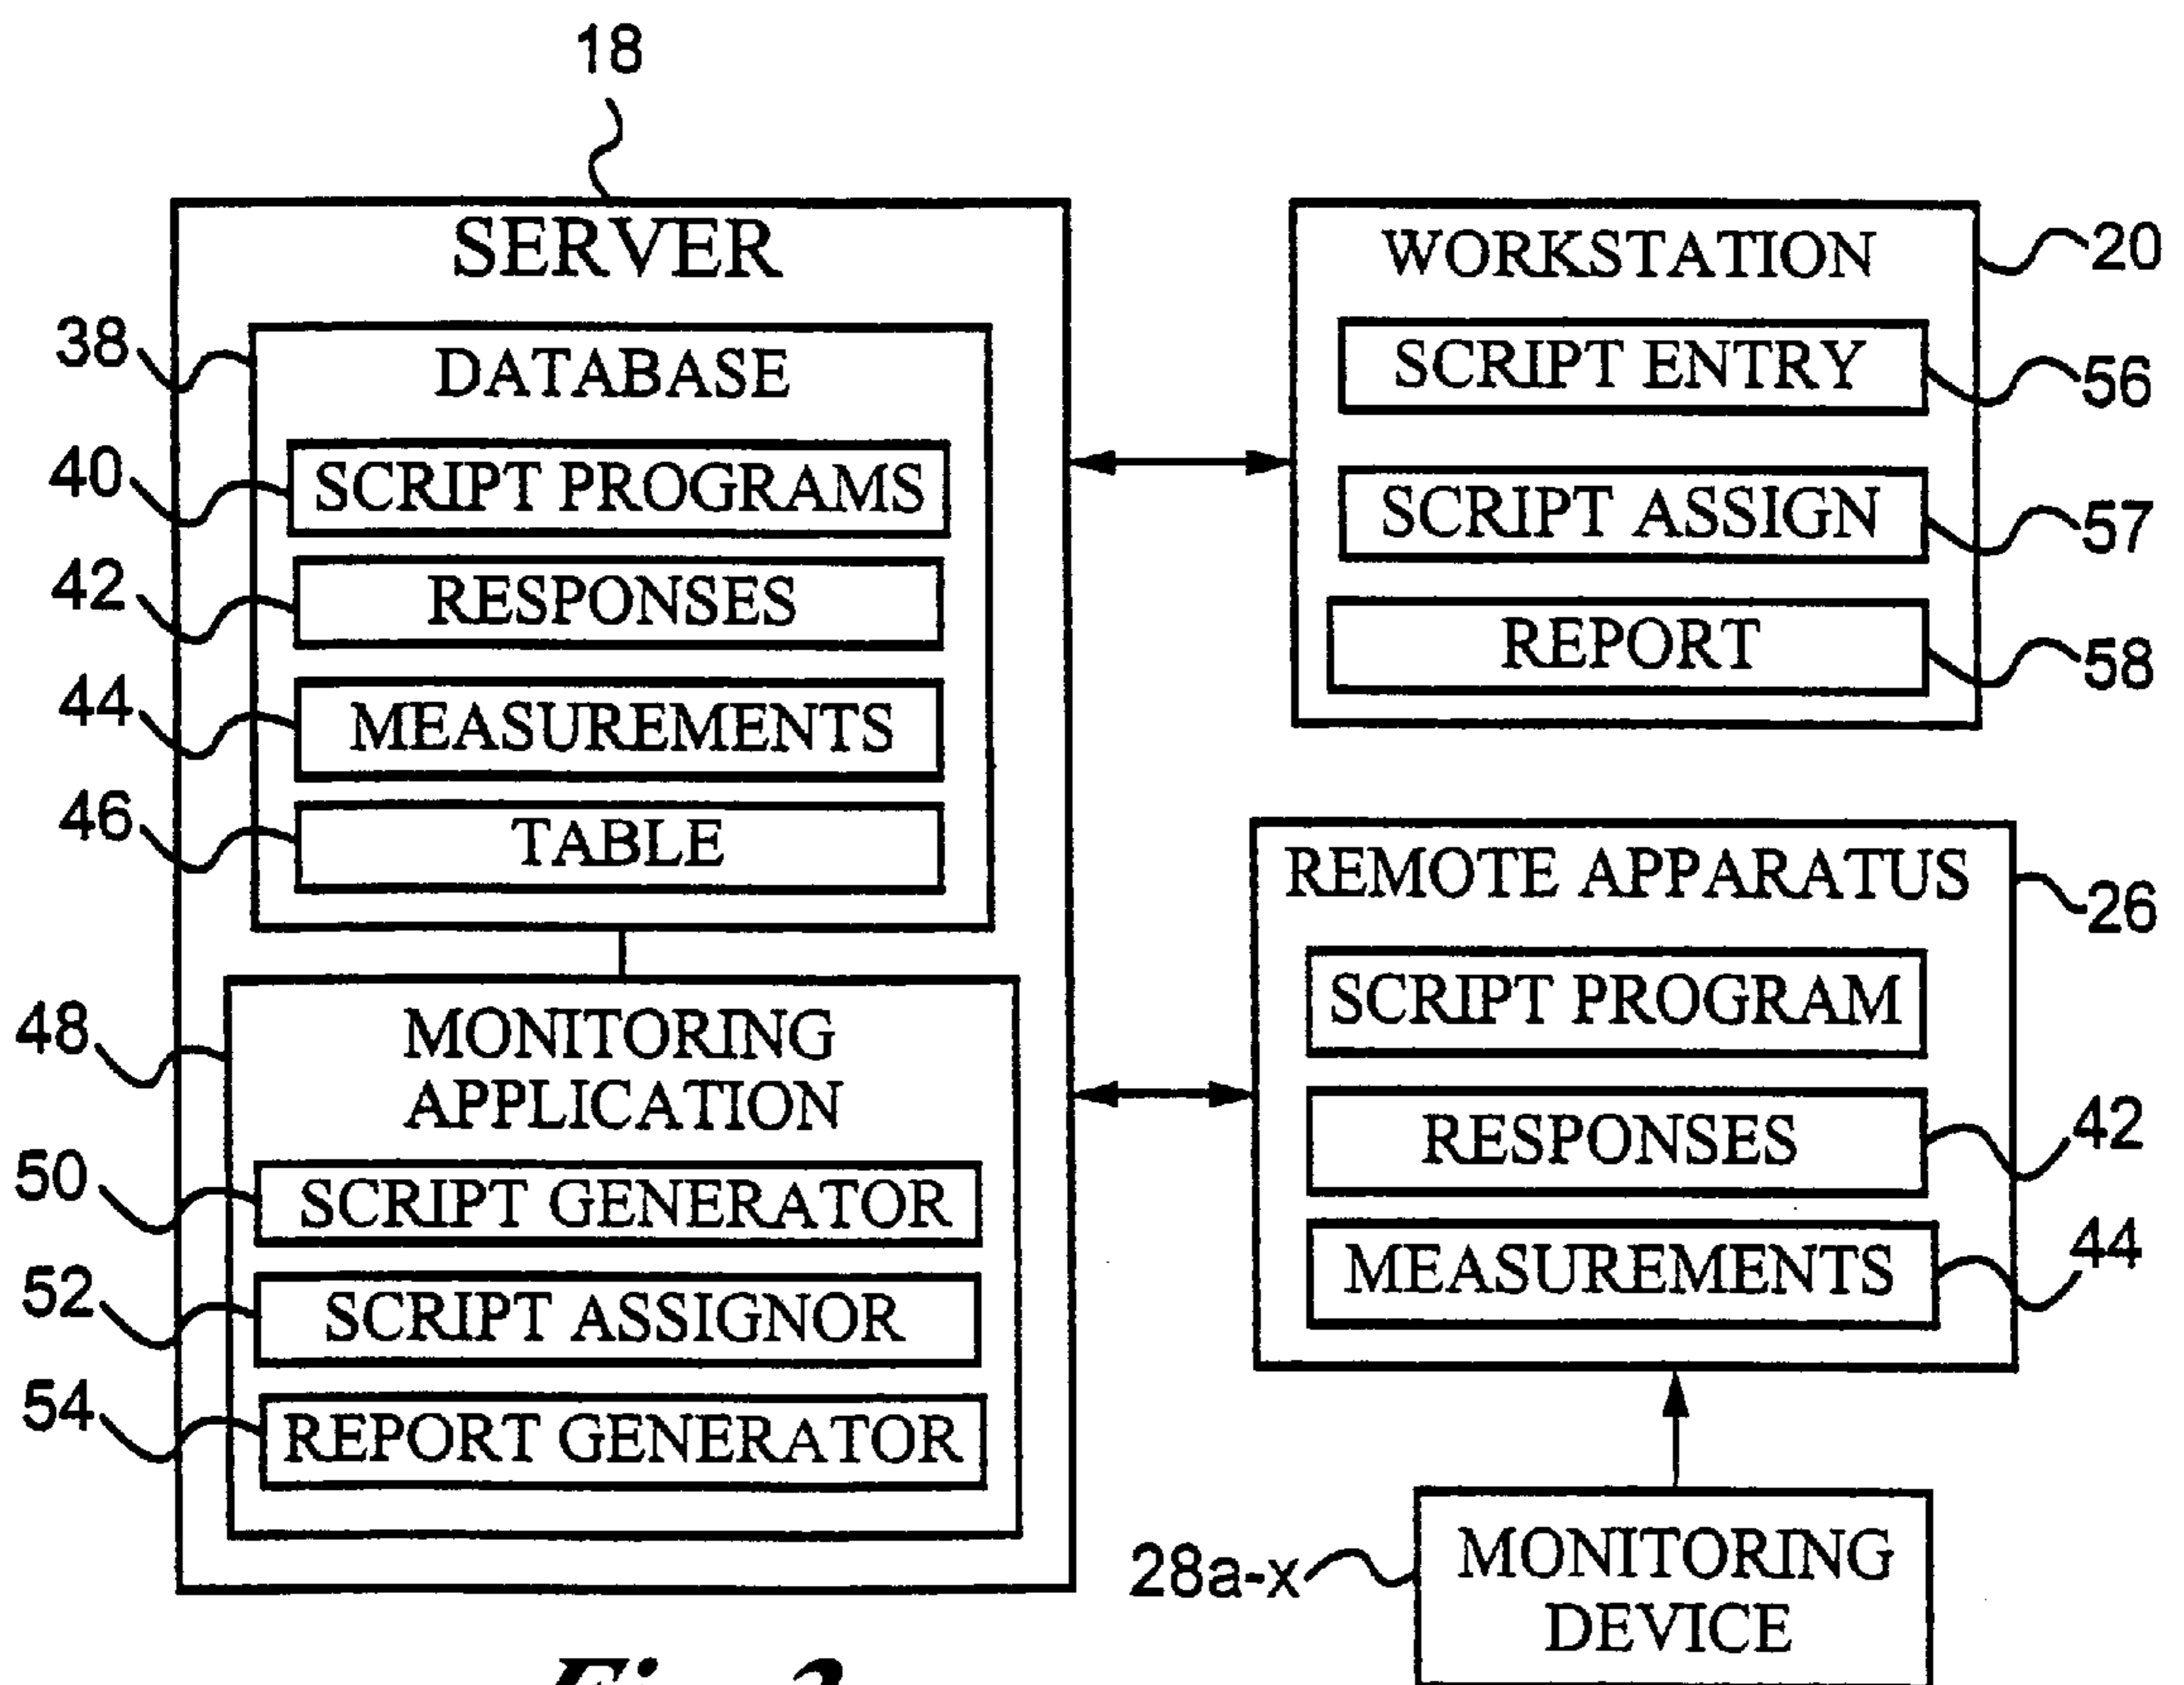 18
SERVER
38
DATABASE
40
SCRIPT PROGRAMS
42
RESPONSES
44
MEASUREMENTS
46
TABLE
48
MONITORING
APPLICATION
50
SCRIPT GENERATOR
52
SCRIPT ASSIGNOR
54
REPORT GENERATOR
WORKSTATION
20
SCRIPT ENTRY
56
SCRIPT ASSIGN
57
REPORT
58
REMOTE APPARATUS
26
SCRIPT PROGRAM
RESPONSES
42
MEASUREMENTS
44
28a-x
MONITORING
DEVICE